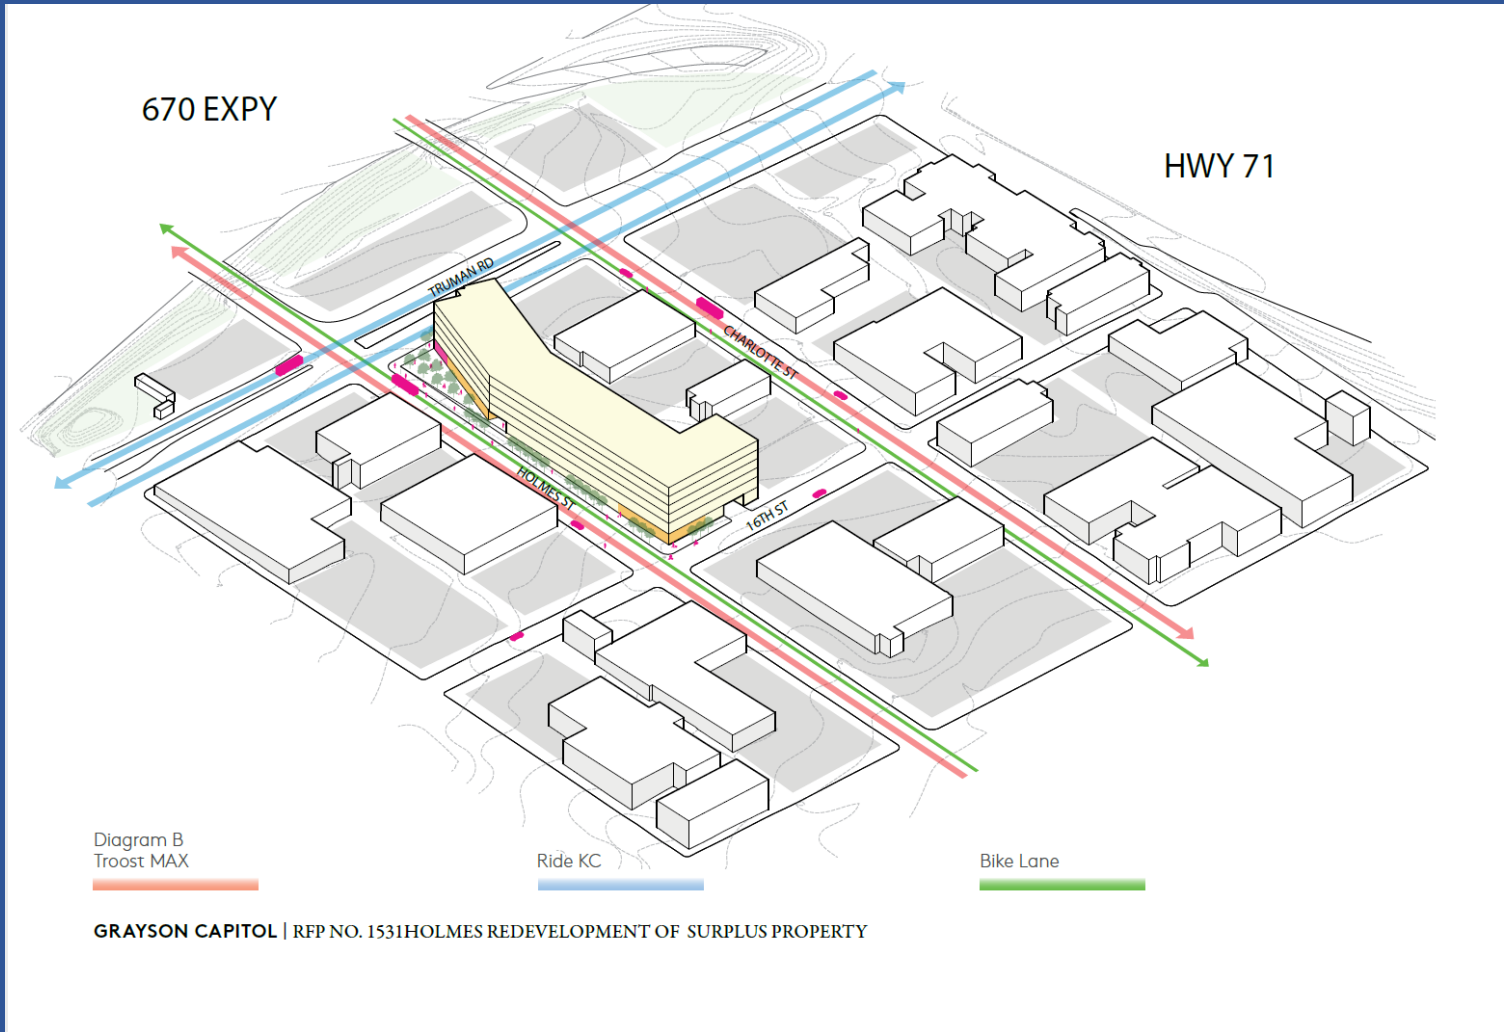 670 EXPY
HWY 71
TRUMAN RD
CHARLOTTE ST
HOLMES ST
16TH ST
Diagram B
Troost MAX
Ride KC
Bike Lane
GRAYSON CAPITOL | RFP NO. 1531HOLMES REDEVELOPMENT OF SURPLUS PROPERTY